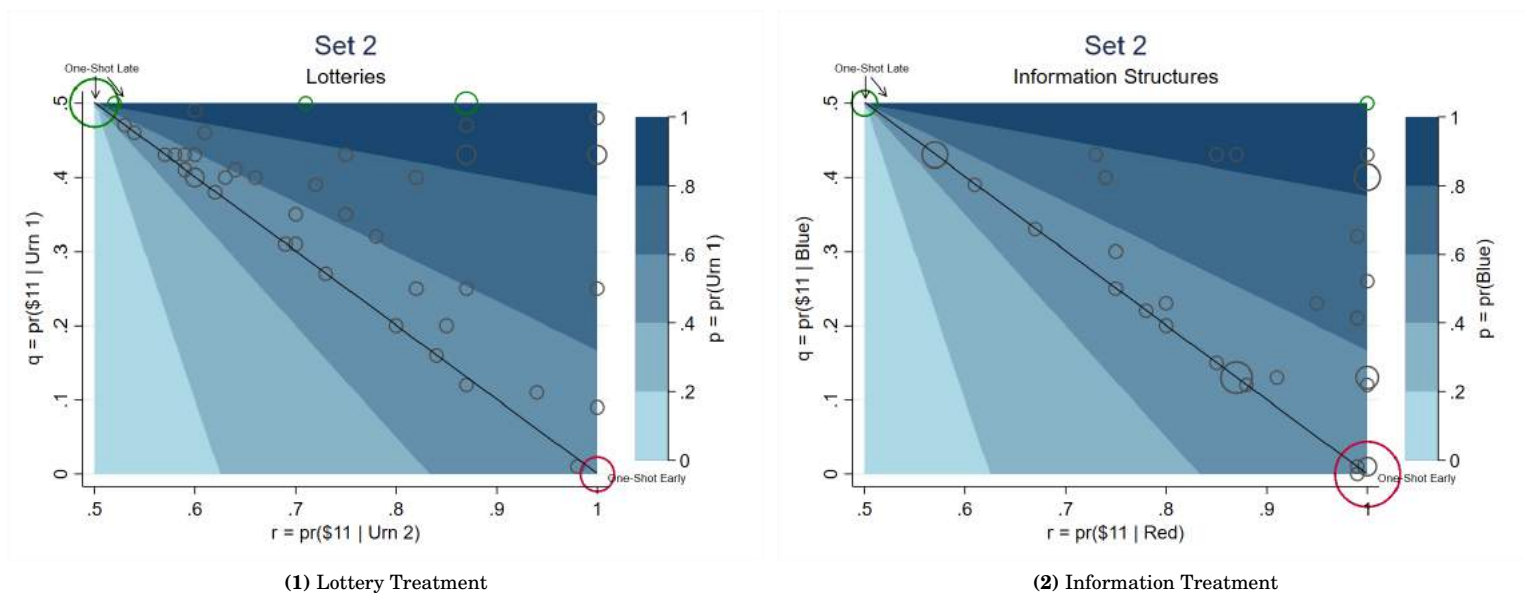 Set 2
Lotteries
One-Shot Late
.5
.4
.3
.2
.1
0
q = pr($11 | Urn 1)
.5
.6
.7
.8
.9
1
r = pr($11 | Urn 2)
One-Shot Early
1
.8
.6
.4
.2
0
p = pr(Urn 1)
(1) Lottery Treatment
Set 2
Information Structures
One-Shot Late
.5
.4
.3
.2
.1
0
q = pr($11 | Blue)
.5
.6
.7
.8
.9
1
r = pr($11 | Red)
One-Shot Early
1
.8
.6
.4
.2
0
p = pr(Blue)
(2) Information Treatment